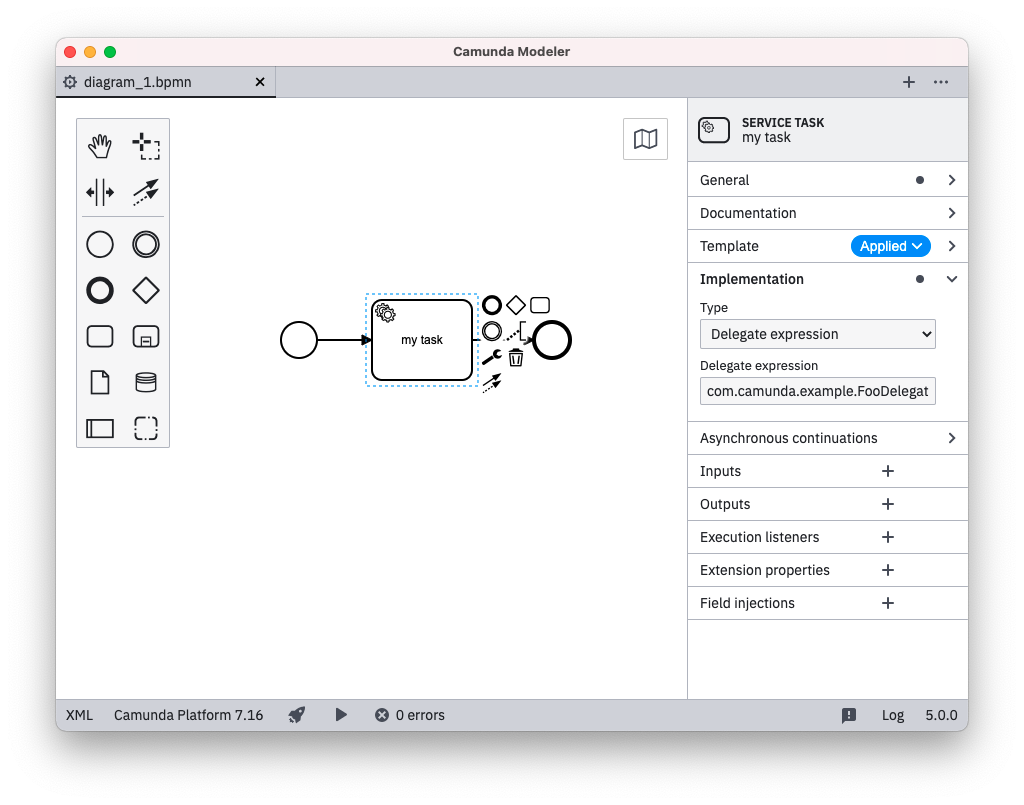 Camunda Modeler
diagram_1.bpmn
my task
SERVICE TASK
my task
General
Documentation
Template Applied
Implementation
Type
Delegate expression
Delegate expression
com.camunda.example.FooDelegat
Asynchronous continuations
Inputs
Outputs
Execution listeners
Extension properties
Field injections
XML Camunda Platform 7.16 0 errors Log 5.0.0